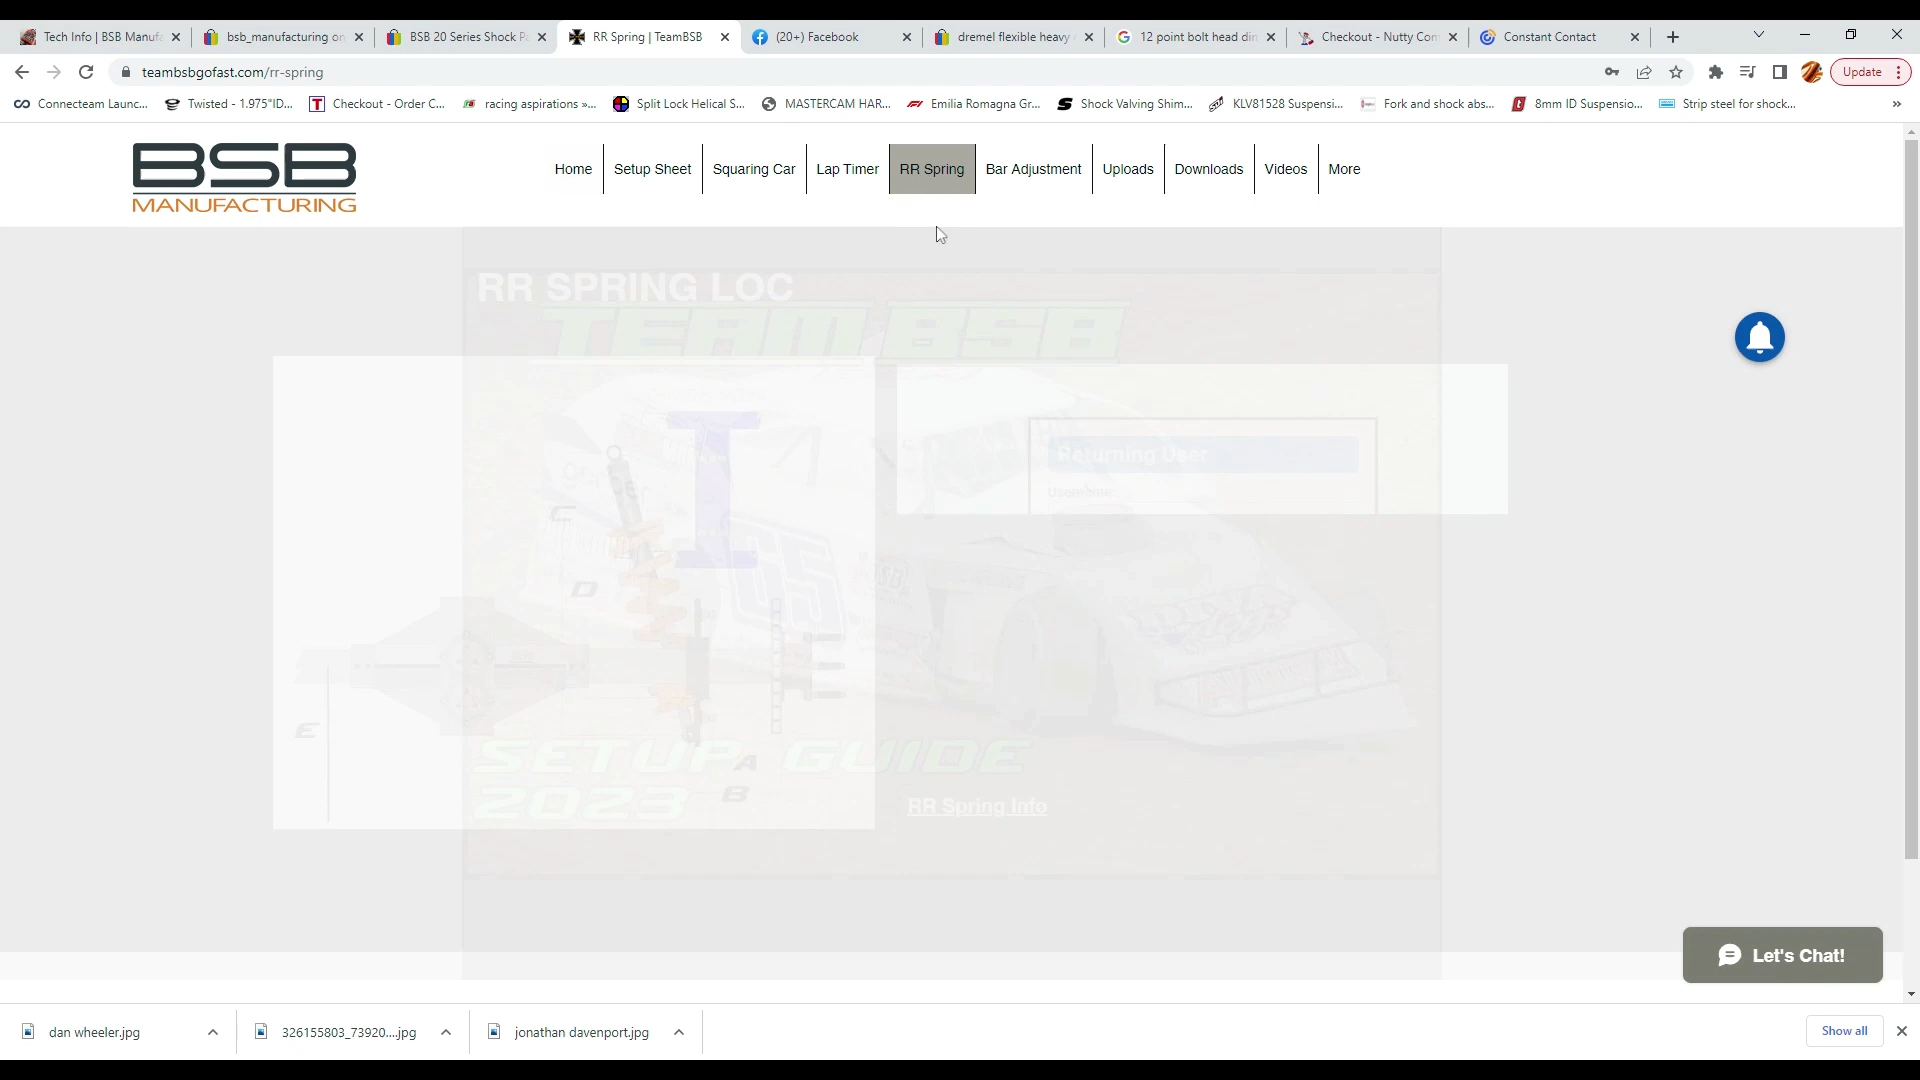 Tech Info | BSB Manufa
bsb_manufacturing on
BSB 20 Series Shock Pa
RR Spring | TeamBSB
(20+) Facebook
dremel flexible heavy
12 point bolt head dim
Checkout - Nutty Com
Constant Contact
teambsbgofast.com/rr-spring
Update
Connecteam Launc...
Twisted - 1.975"ID...
Checkout - Order C...
racing aspirations »...
Split Lock Helical S...
MASTERCAM HAR...
Emilia Romagna Gr...
Shock Valving Shim...
KLV81528 Suspensi...
Fork and shock abs...
8mm ID Suspensio...
Strip steel for shock...
»
BSB
MANUFACTURING
Home
Setup Sheet
Squaring Car
Lap Timer
RR Spring
Bar Adjustment
Uploads
Downloads
Videos
More
RR SPRING LOC
TEAM BSB
Returning User
Username:
C
D
E
A
B
SETUP GUIDE
2023
RR Spring Info
Let's Chat!
dan wheeler.jpg
326155803_73920....jpg
jonathan davenport.jpg
Show all